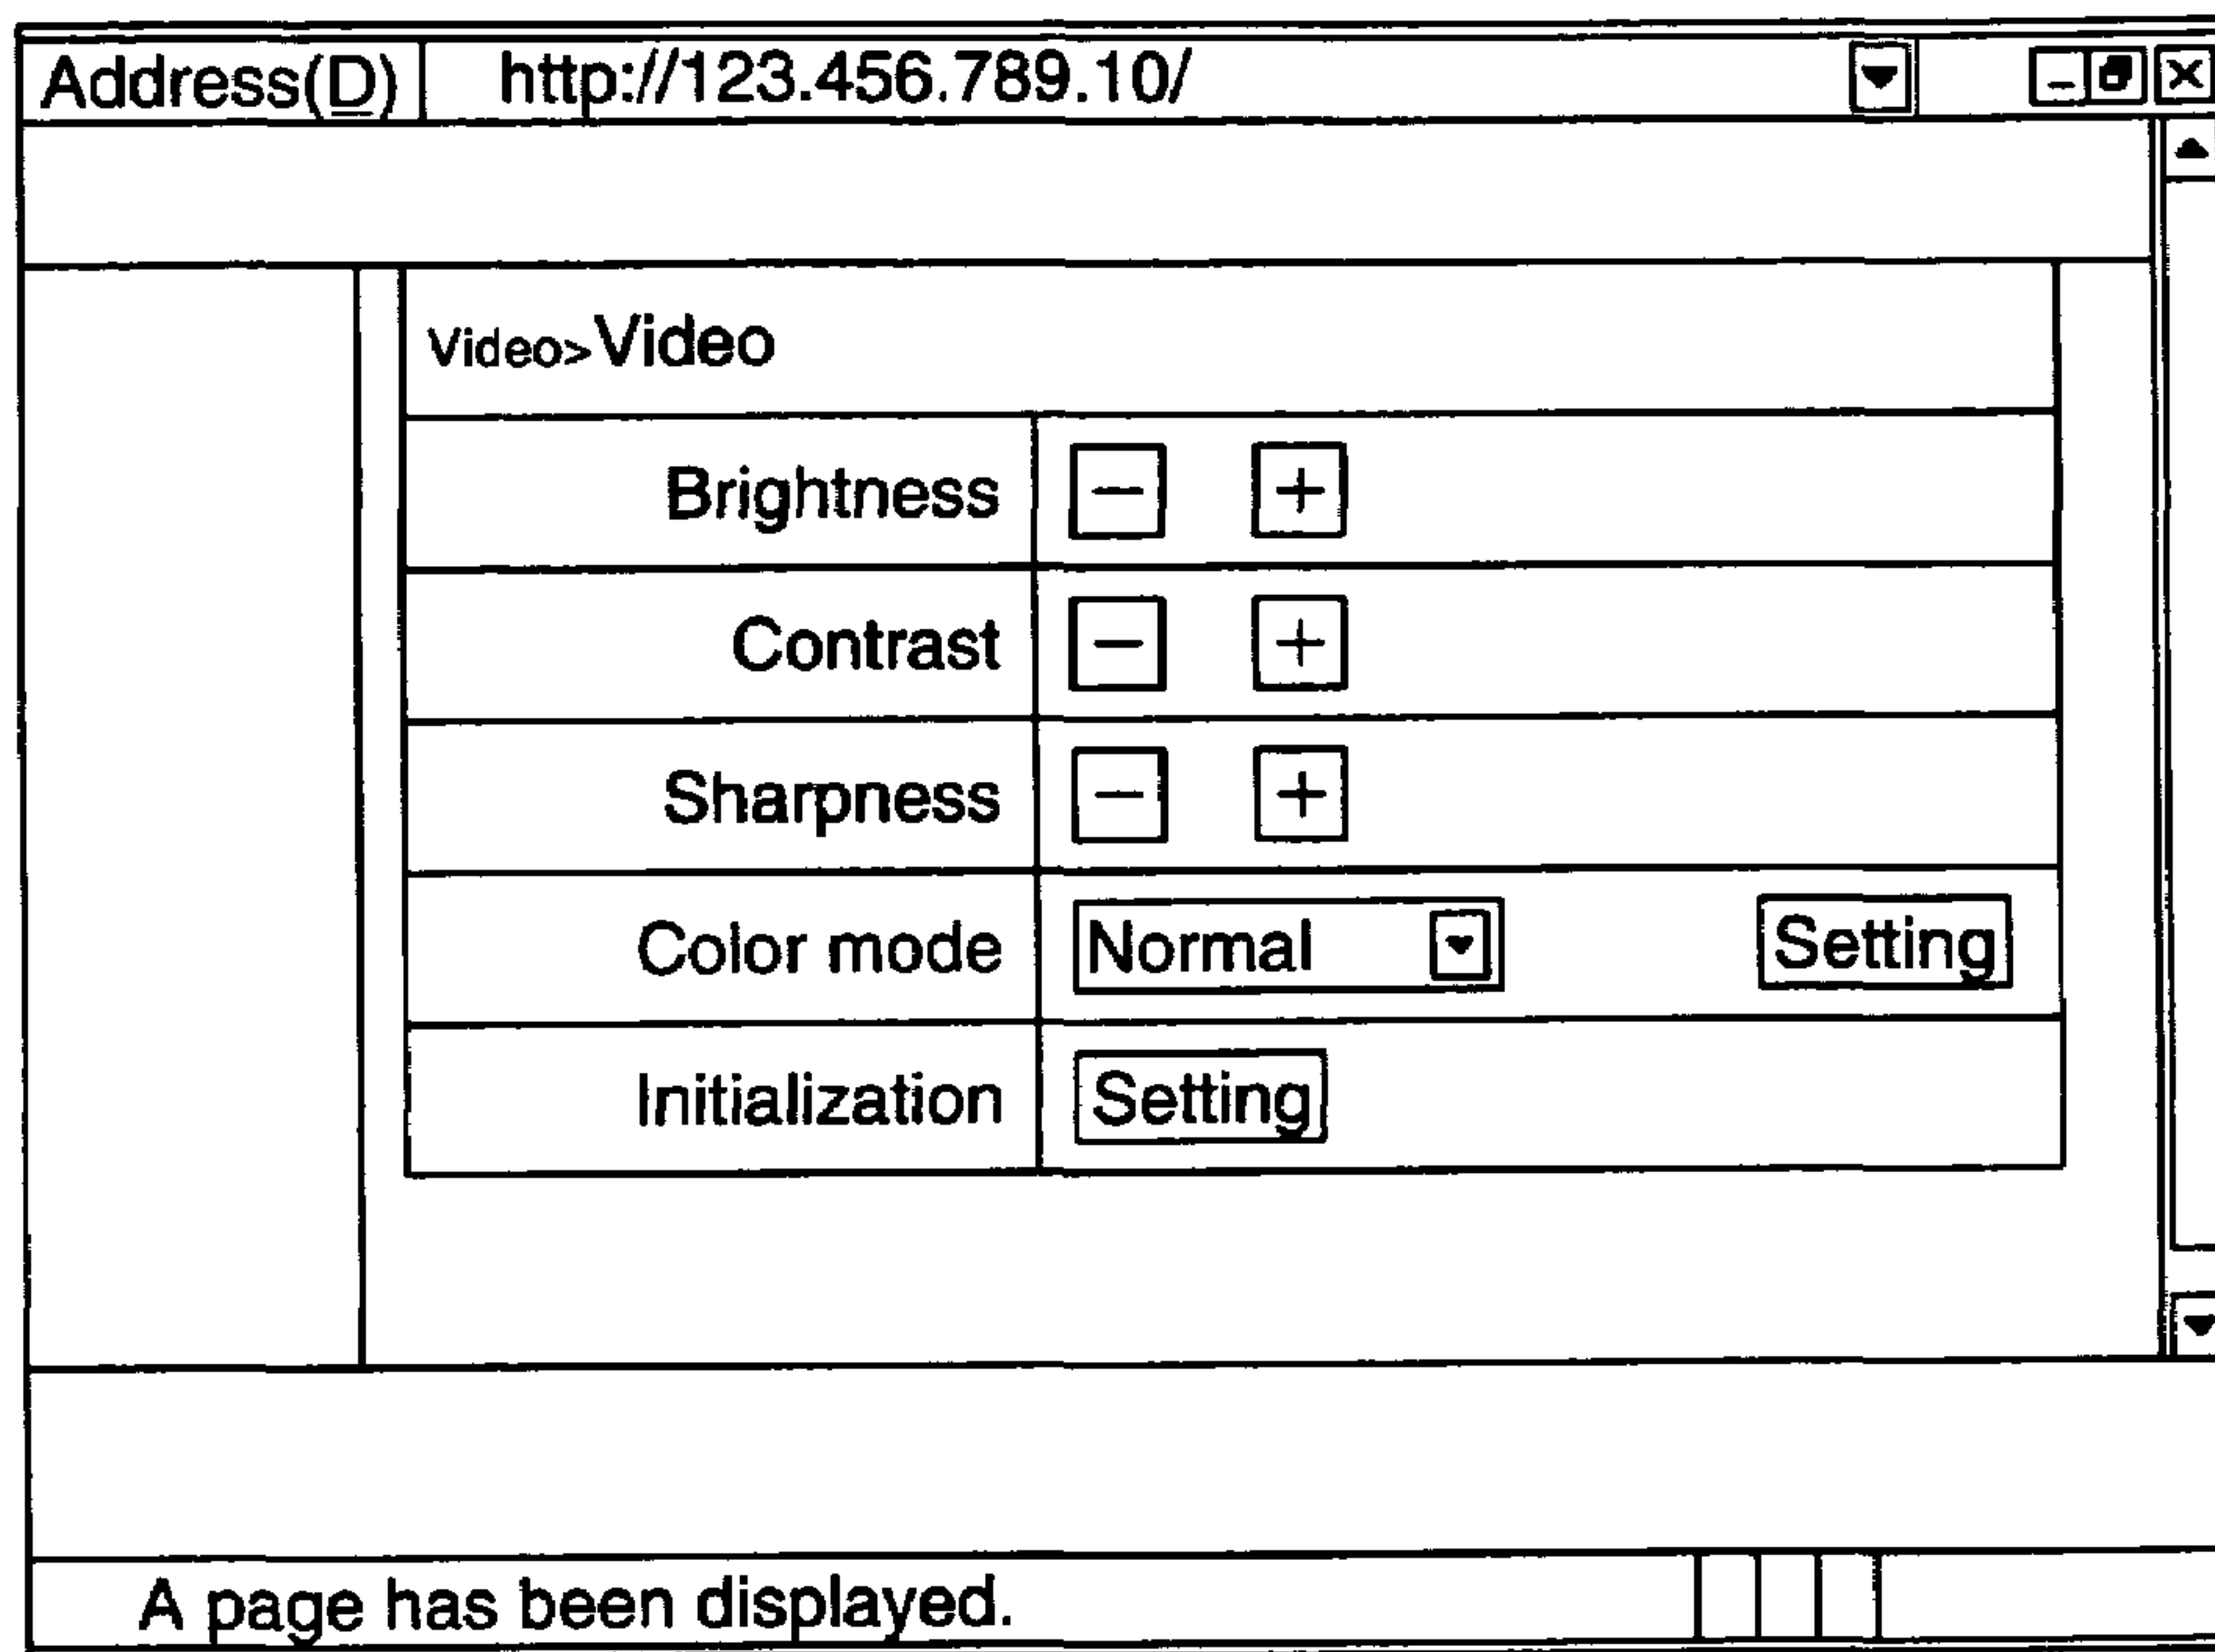 Address(D) http://123.456.789.10/
Video>Video
Brightness − +
Contrast − +
Sharpness − +
Color mode Normal Setting
Initialization Setting
A page has been displayed.